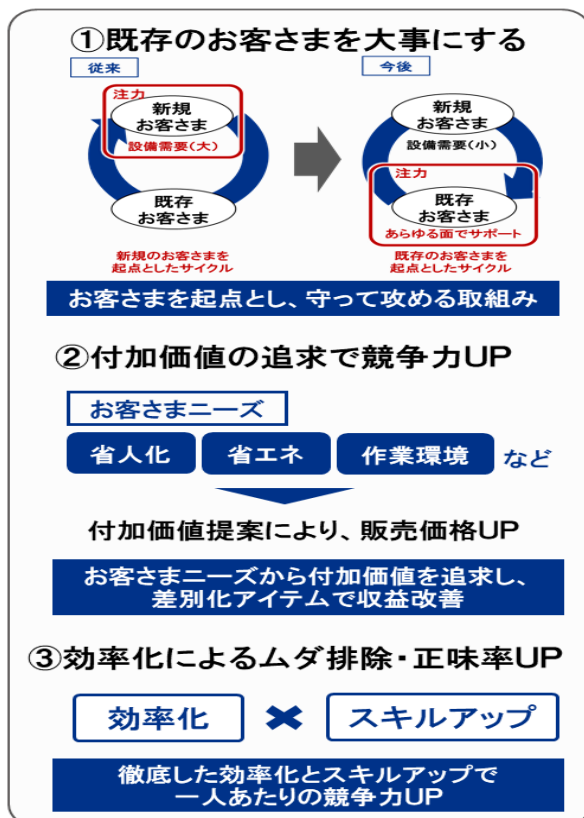 ①既存のお客さまを大事にする
従来
注力
新規
お客さま
設備需要(大)
既存
お客さま
新規のお客さまを
起点としたサイクル
今後
新規
お客さま
設備需要(小)
注力
既存
お客さま
あらゆる面でサポート
既存のお客さまを
起点としたサイクル
お客さまを起点とし、守って攻める取組み
②付加価値の追求で競争力UP
お客さまニーズ
省人化
省エネ
作業環境
など
付加価値提案により、販売価格UP
お客さまニーズから付加価値を追求し、
差別化アイテムで収益改善
③効率化によるムダ排除・正味率UP
効率化
×
スキルアップ
徹底した効率化とスキルアップで
一人あたりの競争力UP